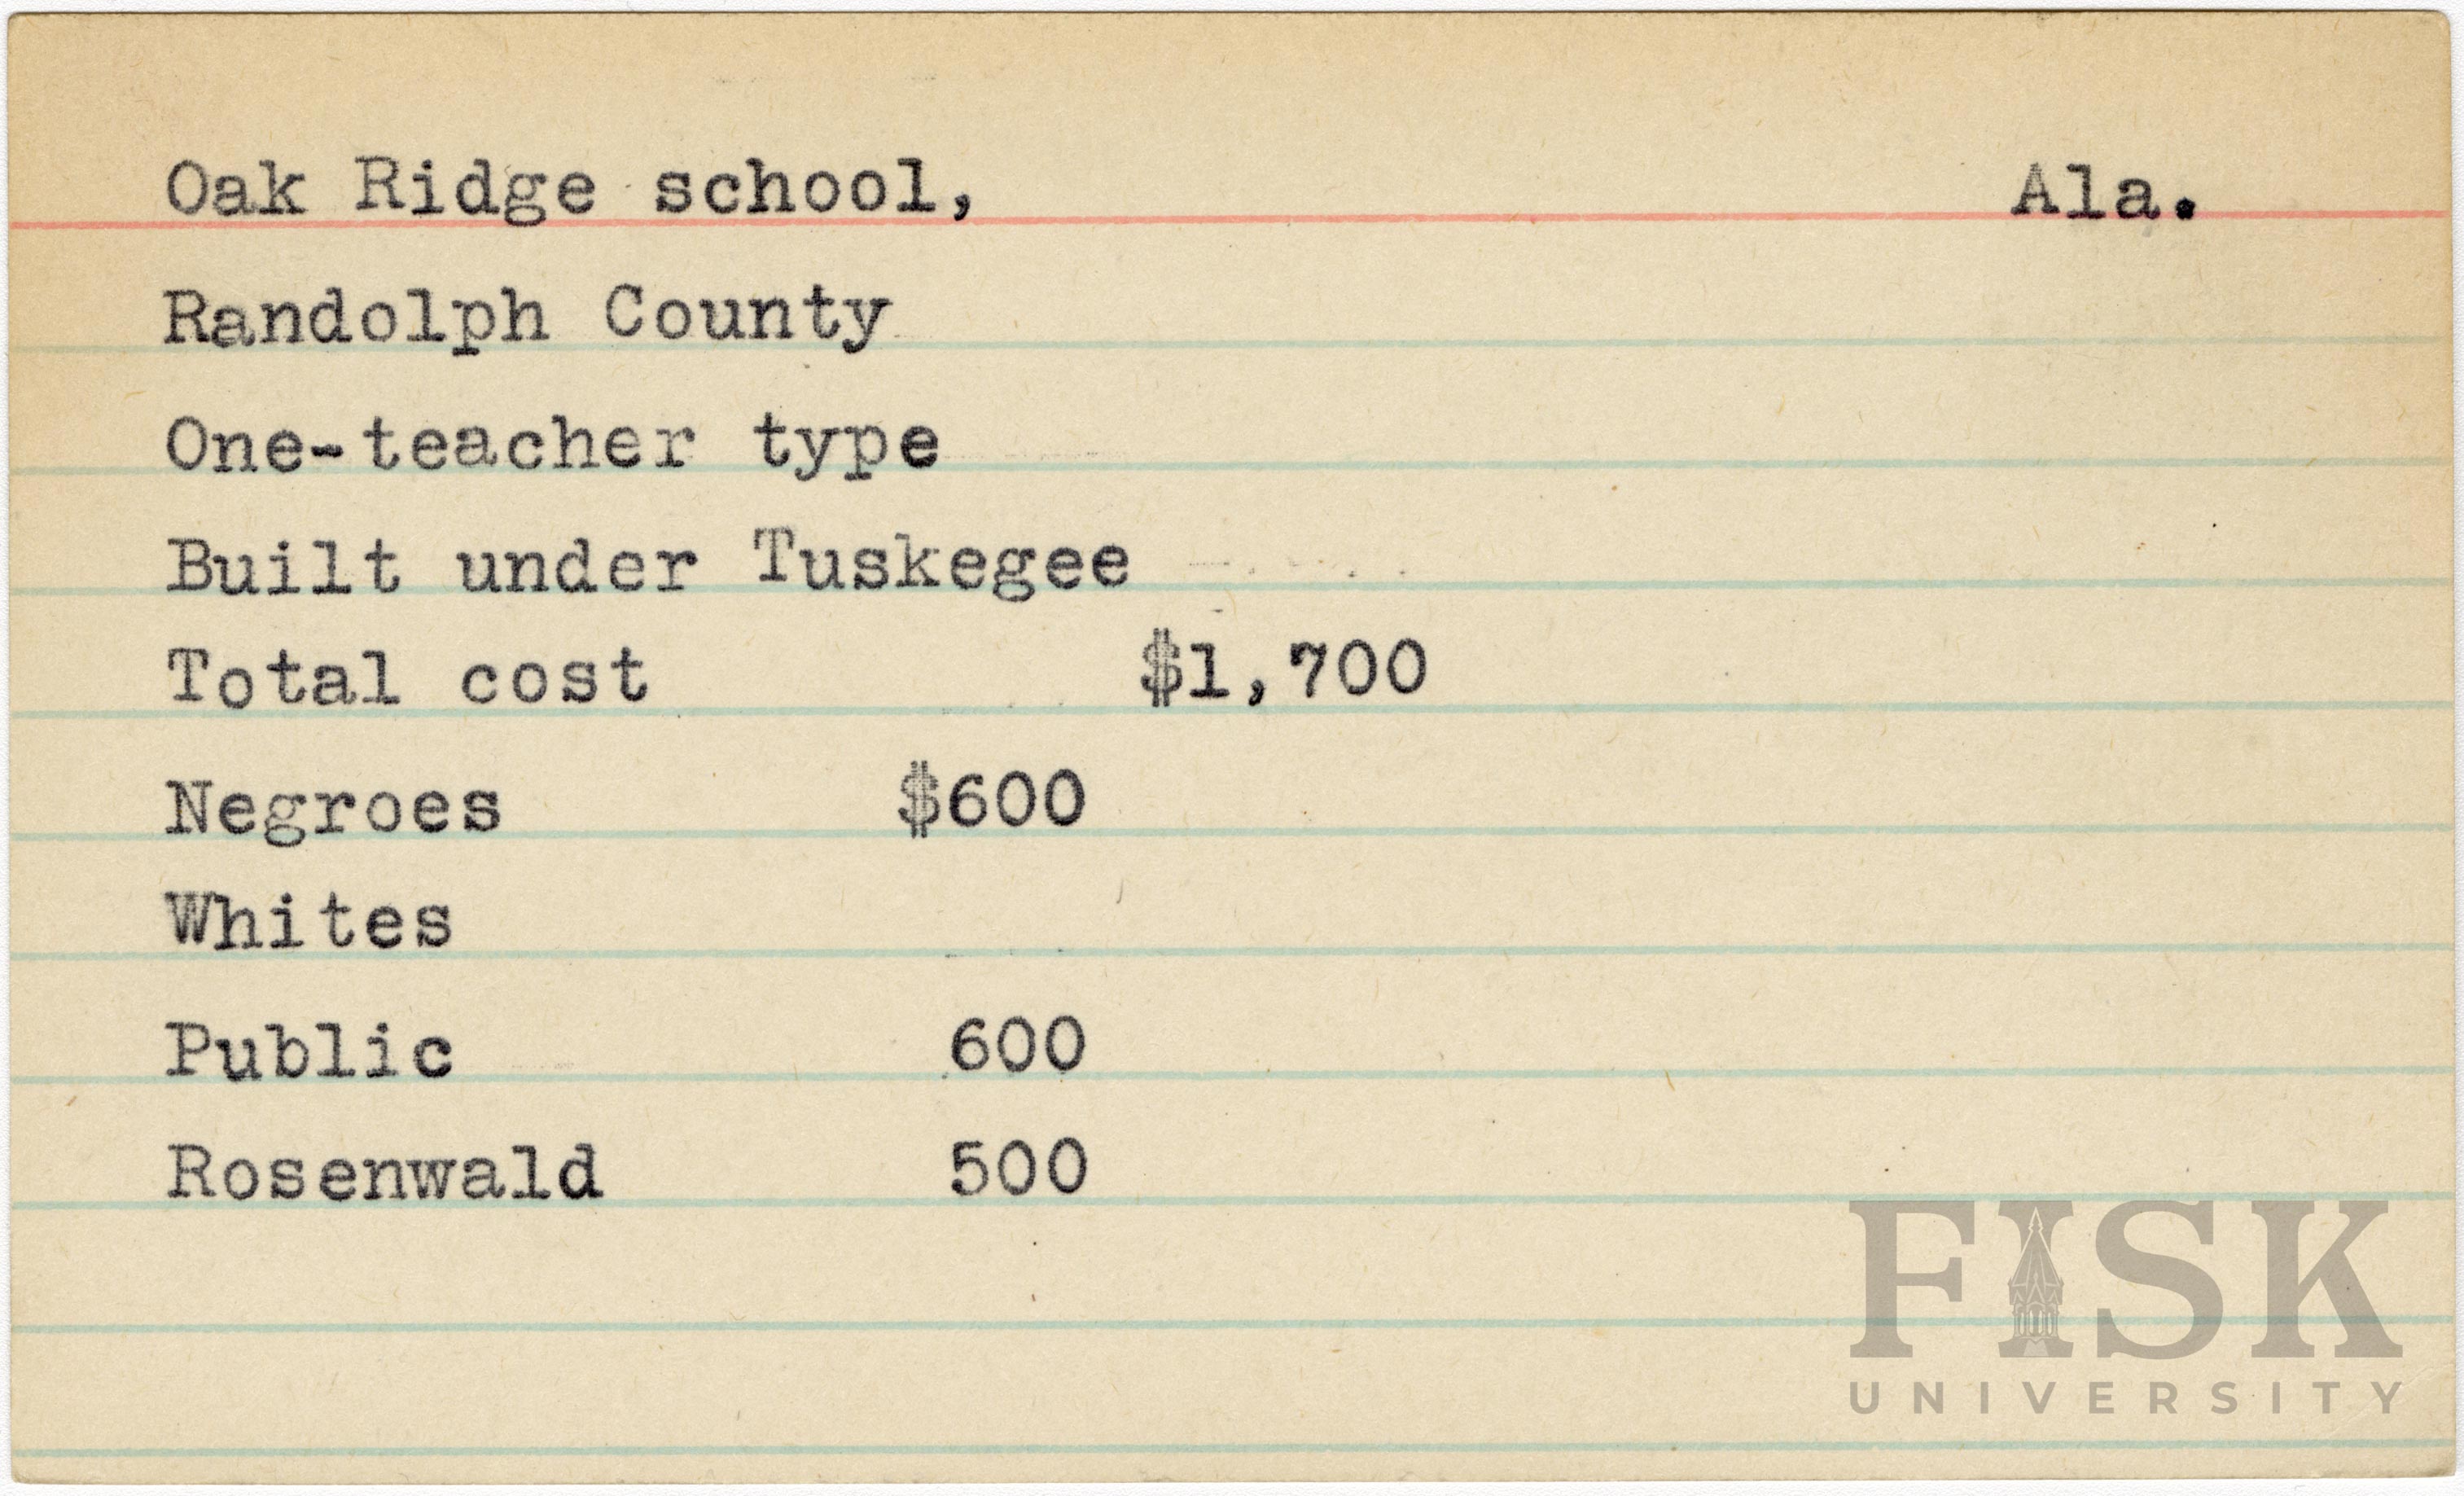 Oak Ridge school, Ala.
Randolph County
One-teacher type
Built under Tuskegee
Total cost $1,700
Negroes $600
Whites
Public 600
Rosenwald 500
FISK
UNIVERSITY